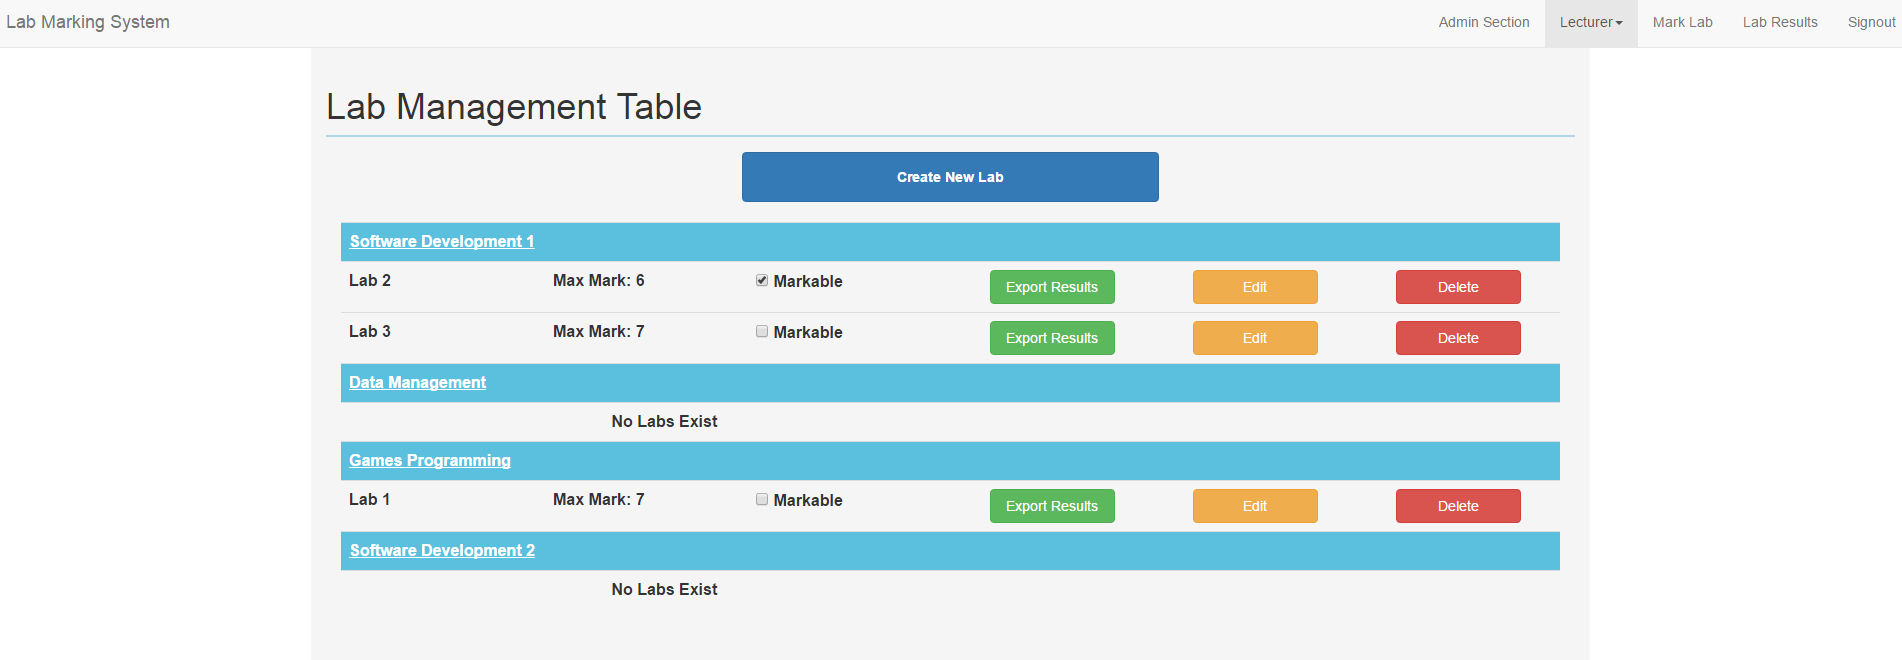 Lab Marking System Admin Section Lecturer Mark Lab Lab Results Signout
Lab Management Table
Create New Lab
Software Development 1
Lab 2 Max Mark: 6 Markable Export Results Edit Delete
Lab 3 Max Mark: 7 Markable Export Results Edit Delete
Data Management
No Labs Exist
Games Programming
Lab 1 Max Mark: 7 Markable Export Results Edit Delete
Software Development 2
No Labs Exist